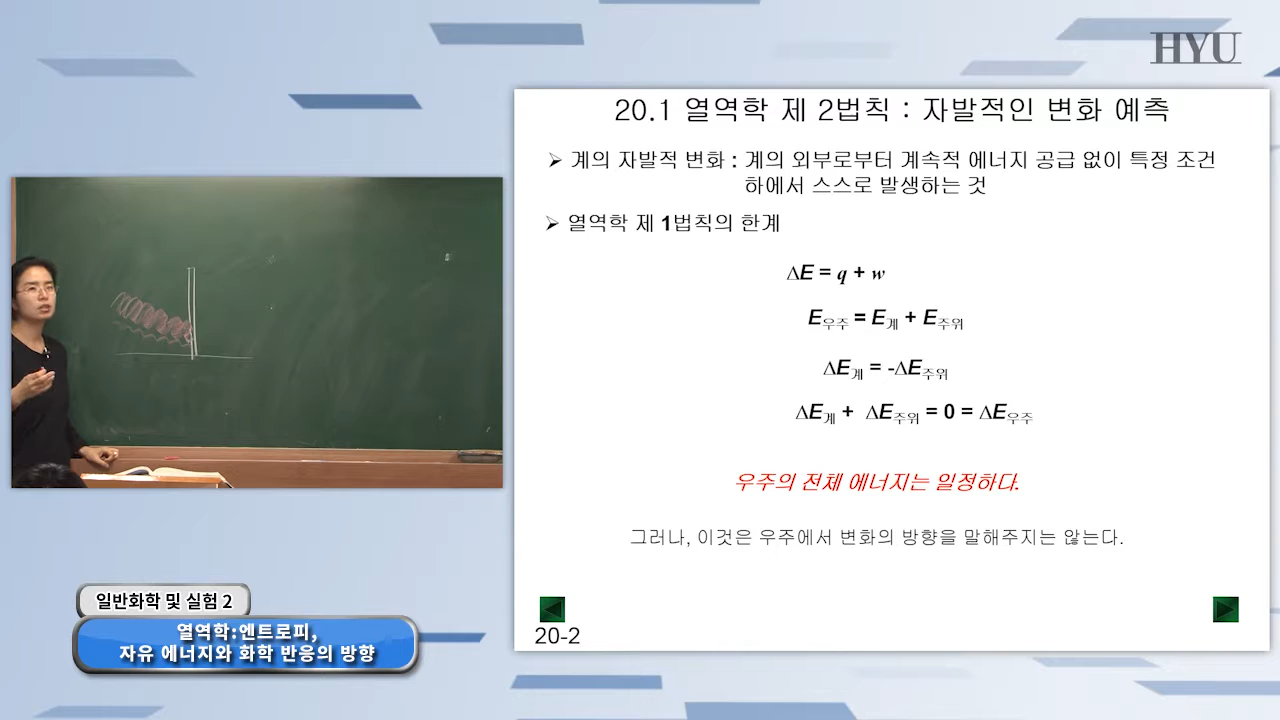 HYU
20.1 열역학 제 2법칙 : 자발적인 변화 예측
➢ 계의 자발적 변화 : 계의 외부로부터 계속적 에너지 공급 없이 특정 조건
하에서 스스로 발생하는 것
➢ 열역학 제 1법칙의 한계
∆E = q + w
E우주 = E계 + E주위
∆E계 = -∆E주위
∆E계 + ∆E주위 = 0 = ∆E우주
우주의 전체 에너지는 일정하다.
그러나, 이것은 우주에서 변화의 방향을 말해주지는 않는다.
20-2
일반화학 및 실험 2
열역학:엔트로피,
자유 에너지와 화학 반응의 방향